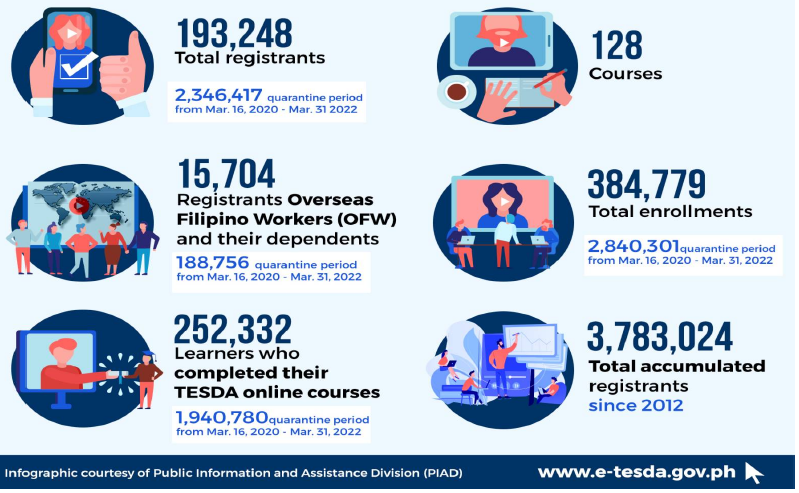 193,248
Total registrants
2,346,417 quarantine period
from Mar. 16, 2020 - Mar. 31 2022
128
Courses
15,704
Registrants Overseas
Filipino Workers (OFW)
and their dependents
188,756 quarantine period
from Mar. 16, 2020 - Mar. 31, 2022
384,779
Total enrollments
2,840,301 quarantine period
from Mar. 16, 2020 - Mar. 31, 2022
252,332
Learners who
completed their
TESDA online courses
1,940,780 quarantine period
from Mar. 16, 2020 - Mar. 31, 2022
3,783,024
Total accumulated
registrants
since 2012
Infographic courtesy of Public Information and Assistance Division (PIAD)
www.e-tesda.gov.ph